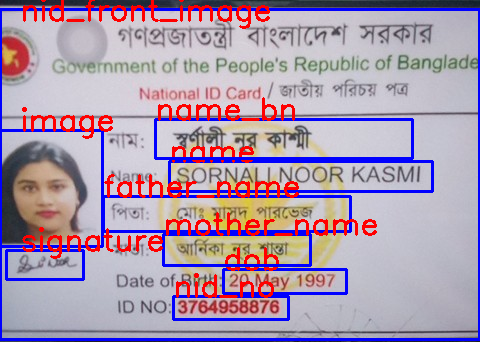 nid_front_image
গণপ্রজাতন্ত্রী বাংলাদেশ সরকার
Government of the People's Republic of Banglade
National ID Card / জাতীয় পরিচয় পত্র
name_bn
image
নাম: স্বর্ণালী নূর কাশ্মী
name
Name: SORNALI NOOR KASMI
father_name
পিতা: মোঃ মাসুদ পারভেজ
mother_name
signature
মাতা: আর্নিকা নূর শান্তা
dob
Date of Birth: 20 May 1997
nid_no
ID NO: 3764958876